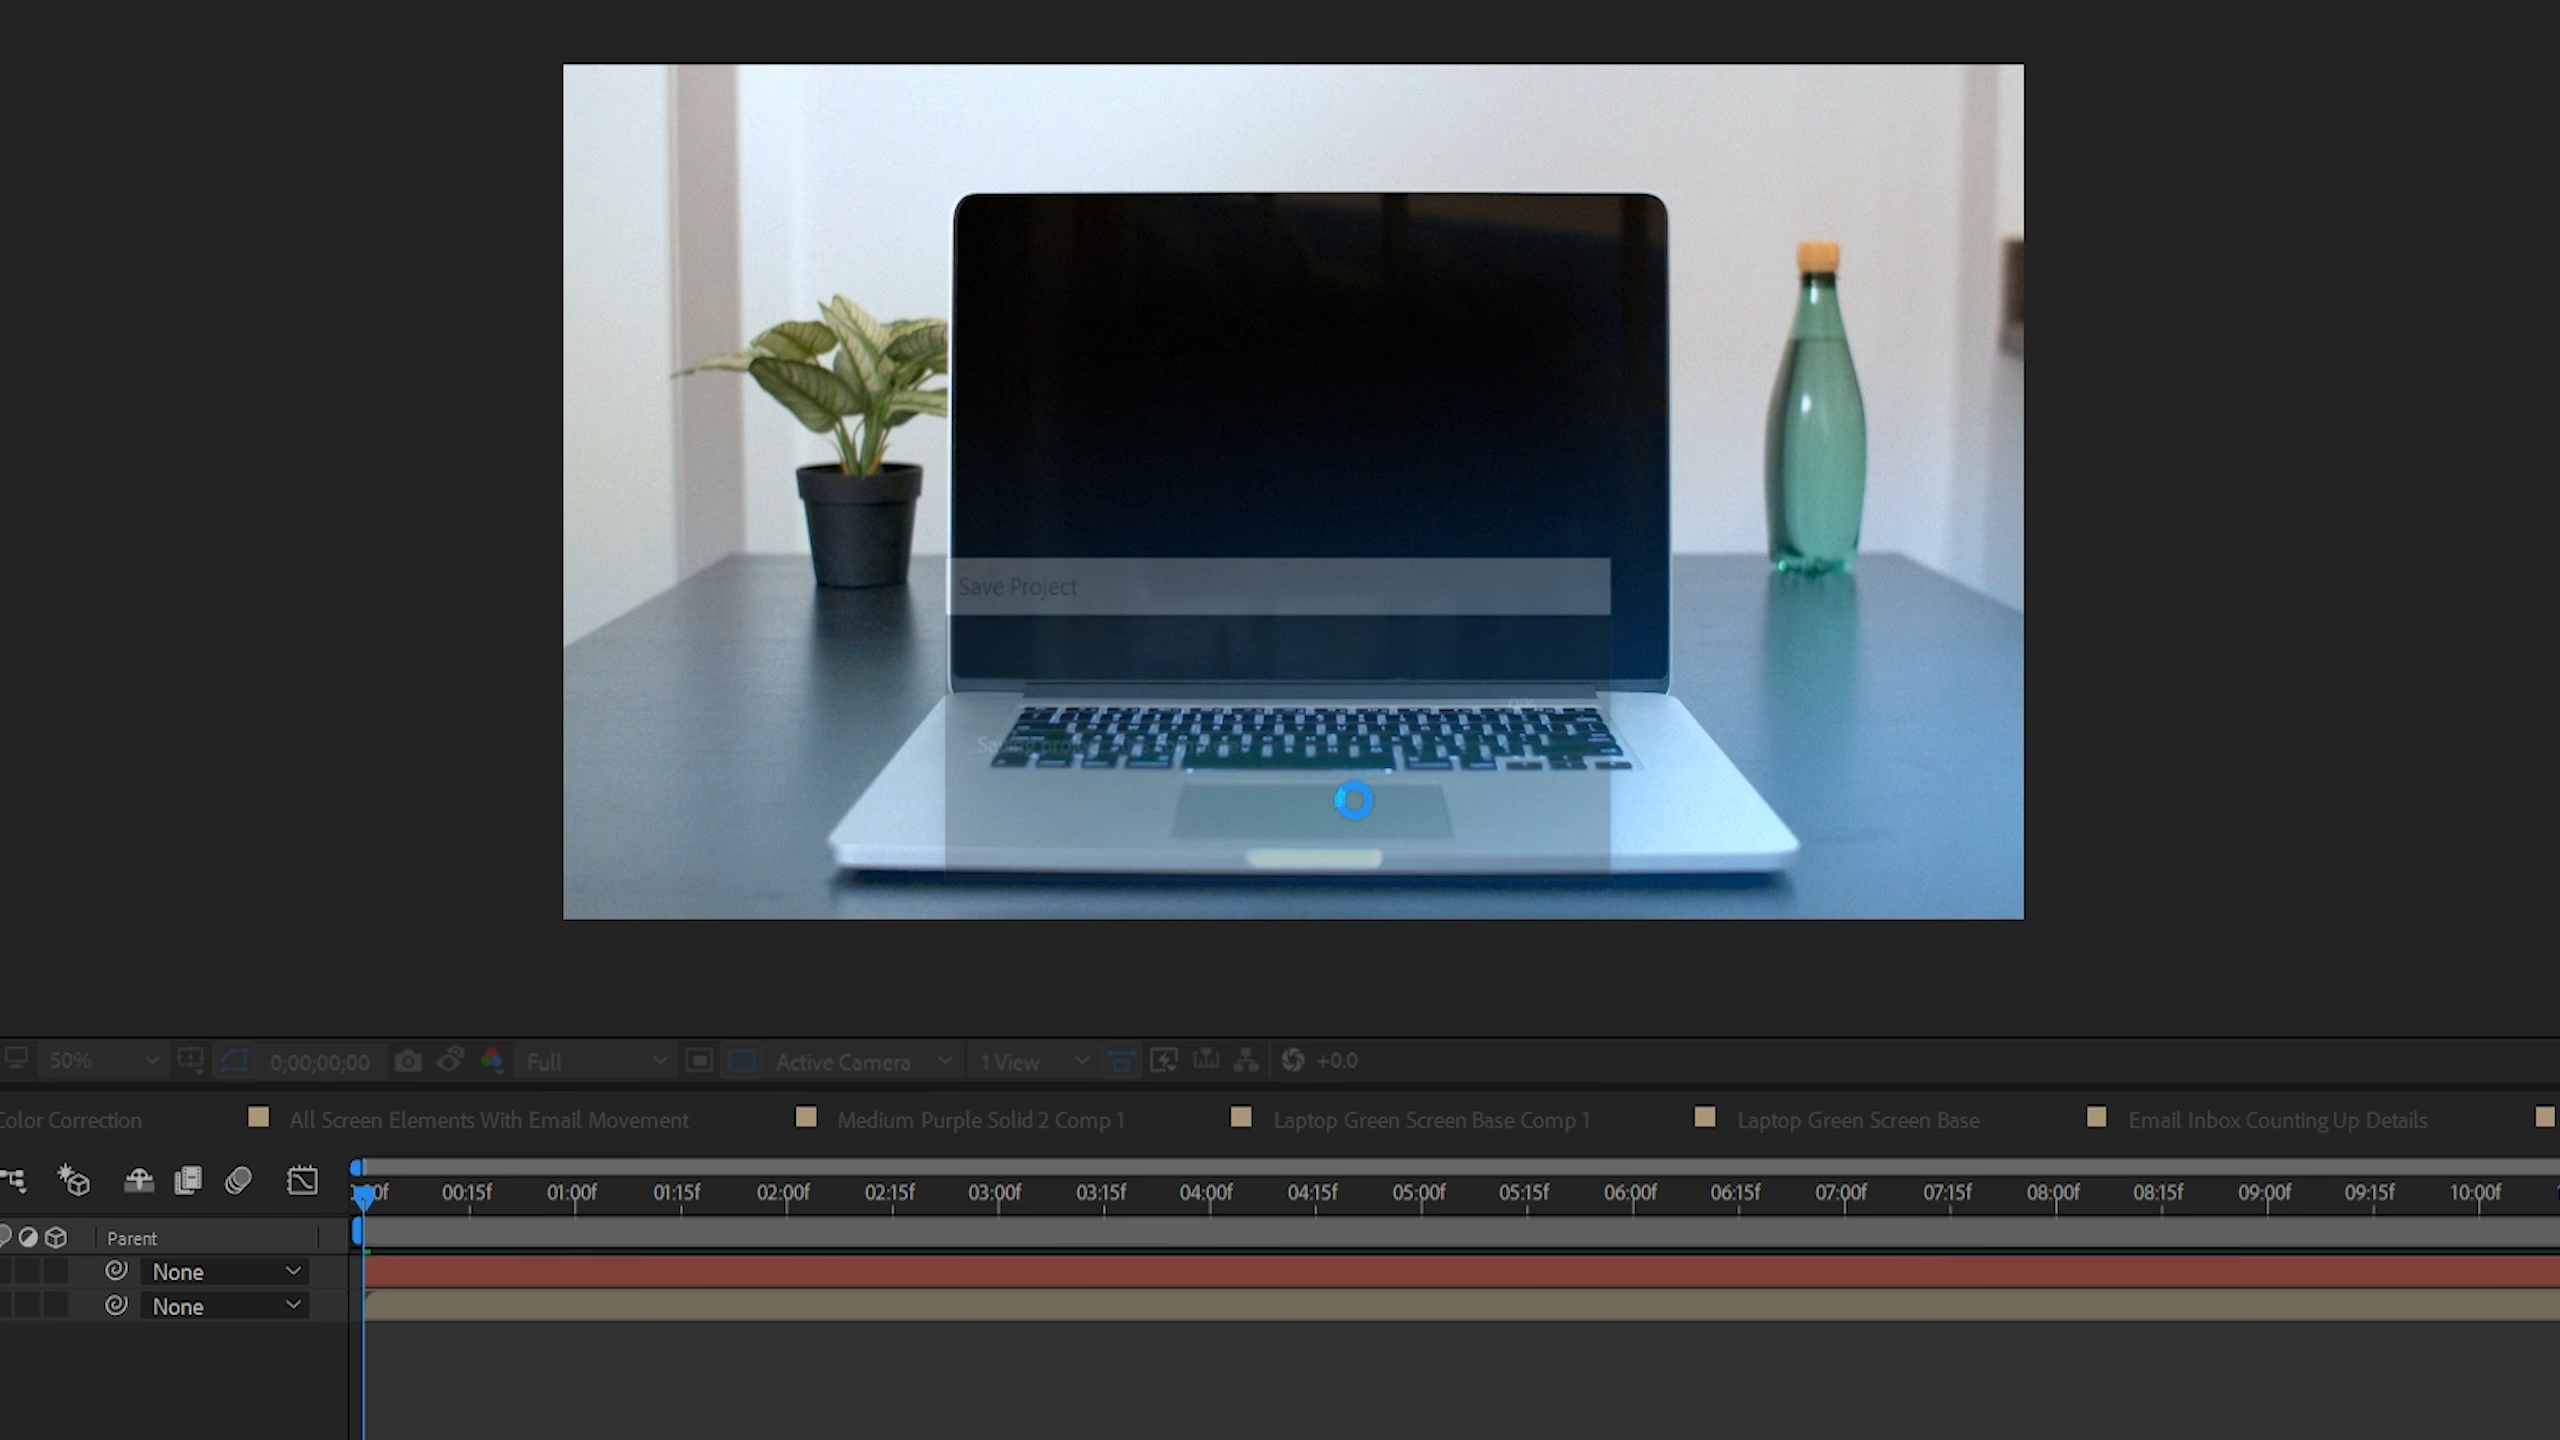 Save Project
Saving project
50% 0;00;00;00 Full Active Camera 1 View +0.0
Color Correction All Screen Elements With Email Movement Medium Purple Solid 2 Comp 1 Laptop Green Screen Base Comp 1 Laptop Green Screen Base Email Inbox Counting Up Details
00:15f 01:00f 01:15f 02:00f 02:15f 03:00f 03:15f 04:00f 04:15f 05:00f 05:15f 06:00f 06:15f 07:00f 07:15f 08:00f 08:15f 09:00f 09:15f 10:00f
Parent
None
None